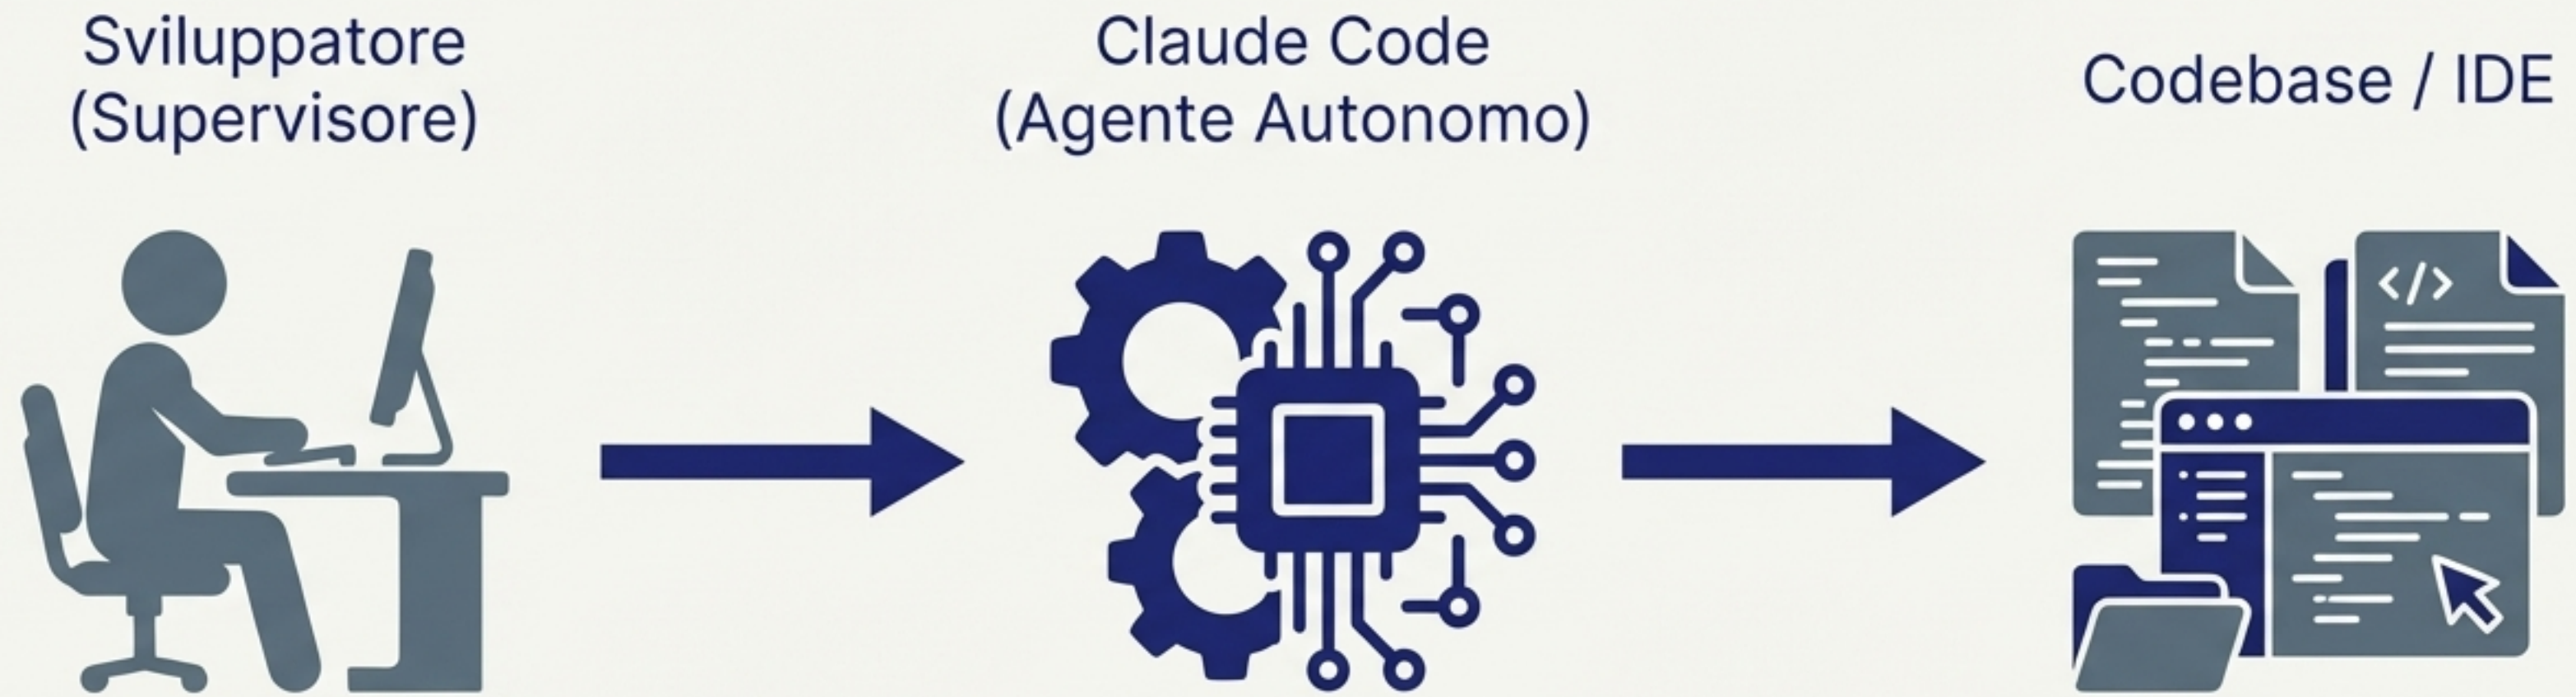 Sviluppatore
(Supervisore)
Claude Code
(Agente Autonomo)
Codebase / IDE
</>